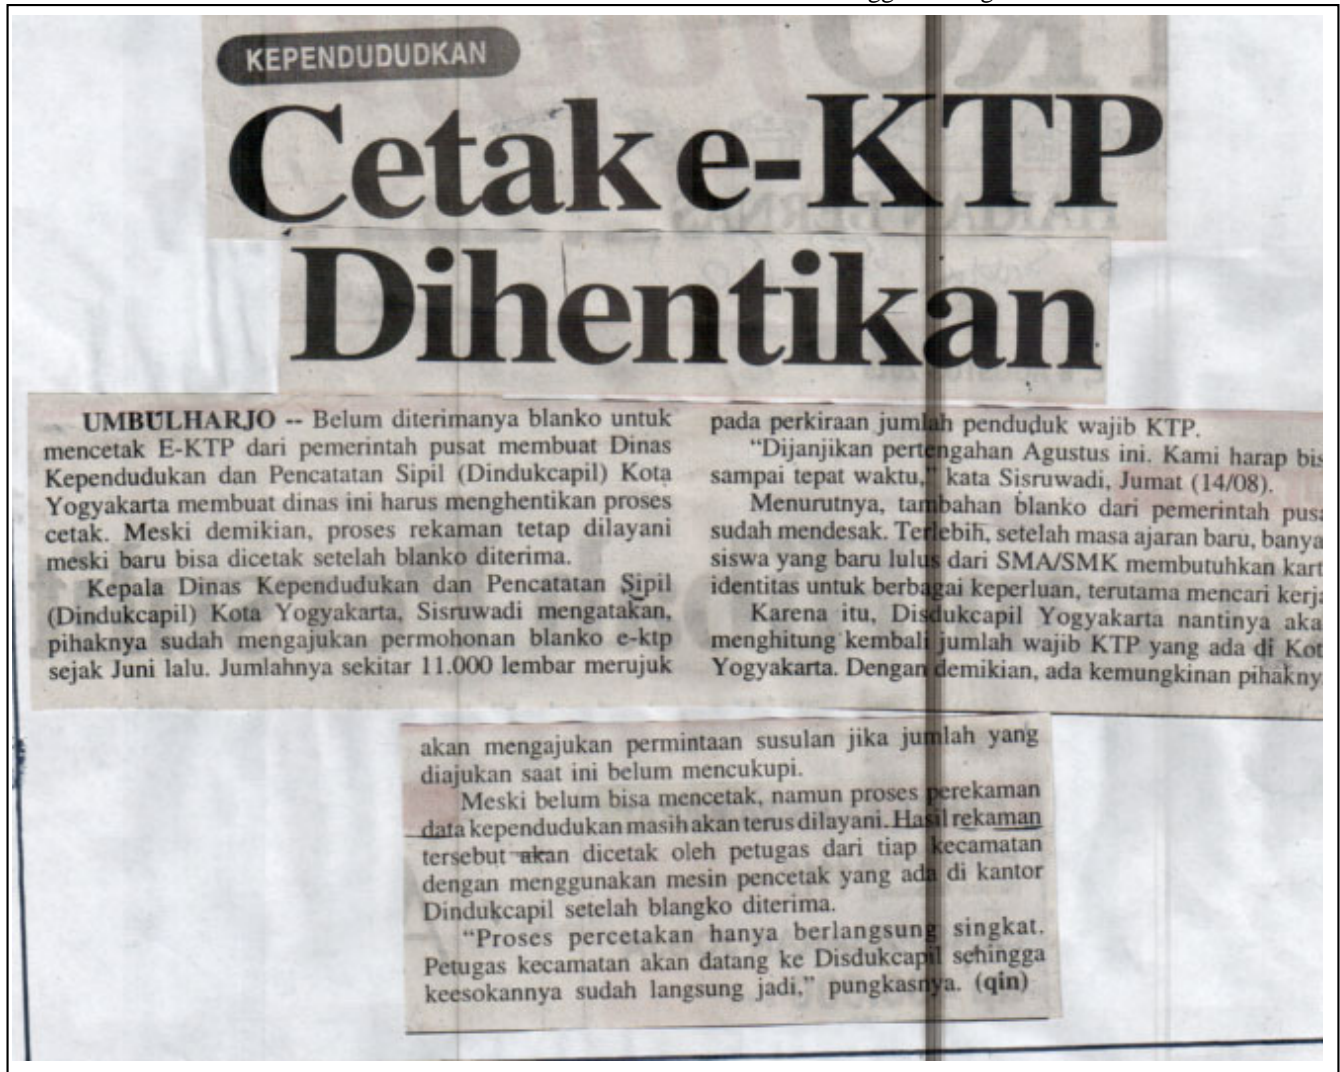 KEPENDUDUDKAN
Cetak e-KTP
Dihentikan
UMBULHARJO -- Belum diterimanya blanko untuk
mencetak E-KTP dari pemerintah pusat membuat Dinas
Kependudukan dan Pencatatan Sipil (Dindukcapil) Kota
Yogyakarta membuat dinas ini harus menghentikan proses
cetak. Meski demikian, proses rekaman tetap dilayani
meski baru bisa dicetak setelah blanko diterima.
Kepala Dinas Kependudukan dan Pencatatan Sipil
(Dindukcapil) Kota Yogyakarta, Sisruwadi mengatakan,
pihaknya sudah mengajukan permohonan blanko e-ktp
sejak Juni lalu. Jumlahnya sekitar 11.000 lembar merujuk
pada perkiraan jumlah penduduk wajib KTP.
“Dijanjikan pertengahan Agustus ini. Kami harap bis
sampai tepat waktu,” kata Sisruwadi, Jumat (14/08).
Menurutnya, tambahan blanko dari pemerintah pusa
sudah mendesak. Terlebih, setelah masa ajaran baru, banya
siswa yang baru lulus dari SMA/SMK membutuhkan kart
identitas untuk berbagai keperluan, terutama mencari kerja
Karena itu, Disdukcapil Yogyakarta nantinya aka
menghitung kembali jumlah wajib KTP yang ada di Kot
Yogyakarta. Dengan demikian, ada kemungkinan pihakny
akan mengajukan permintaan susulan jika jumlah yang
diajukan saat ini belum mencukupi.
Meski belum bisa mencetak, namun proses perekaman
data kependudukan masih akan terus dilayani. Hasil rekaman
tersebut akan dicetak oleh petugas dari tiap kecamatan
dengan menggunakan mesin pencetak yang ada di kantor
Dindukcapil setelah blangko diterima.
“Proses percetakan hanya berlangsung singkat.
Petugas kecamatan akan datang ke Disdukcapil sehingga
keesokannya sudah langsung jadi,” pungkasnya. (qin)